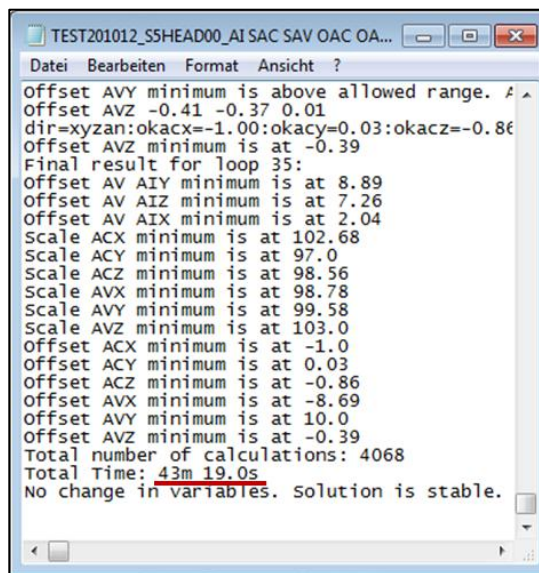 TEST201012_S5HEAD00_AI SAC SAV OAC OA...
Datei Bearbeiten Format Ansicht ?
Offset AVY minimum is above allowed range. A
Offset AVZ -0.41 -0.37 0.01
dir=xyzan:okacx=-1.00:okacy=0.03:okacz=-0.86
Offset AVZ minimum is at -0.39
Final result for loop 35:
Offset AV AIY minimum is at 8.89
Offset AV AIZ minimum is at 7.26
Offset AV AIX minimum is at 2.04
Scale ACX minimum is at 102.68
Scale ACY minimum is at 97.0
Scale ACZ minimum is at 98.56
Scale AVX minimum is at 98.78
Scale AVY minimum is at 99.58
Scale AVZ minimum is at 103.0
Offset ACX minimum is at -1.0
Offset ACY minimum is at 0.03
Offset ACZ minimum is at -0.86
Offset AVX minimum is at -8.69
Offset AVY minimum is at 10.0
Offset AVZ minimum is at -0.39
Total number of calculations: 4068
Total Time: 43m 19.0s
No change in variables. Solution is stable.